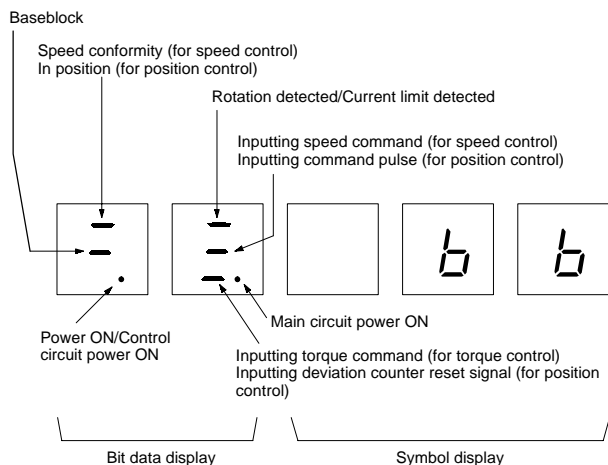 Baseblock
Speed conformity (for speed control)
In position (for position control)
Rotation detected/Current limit detected
Inputting speed command (for speed control)
Inputting command pulse (for position control)
b b
Main circuit power ON
Power ON/Control
circuit power ON
Inputting torque command (for torque control)
Inputting deviation counter reset signal (for position
control)
Bit data display
Symbol display